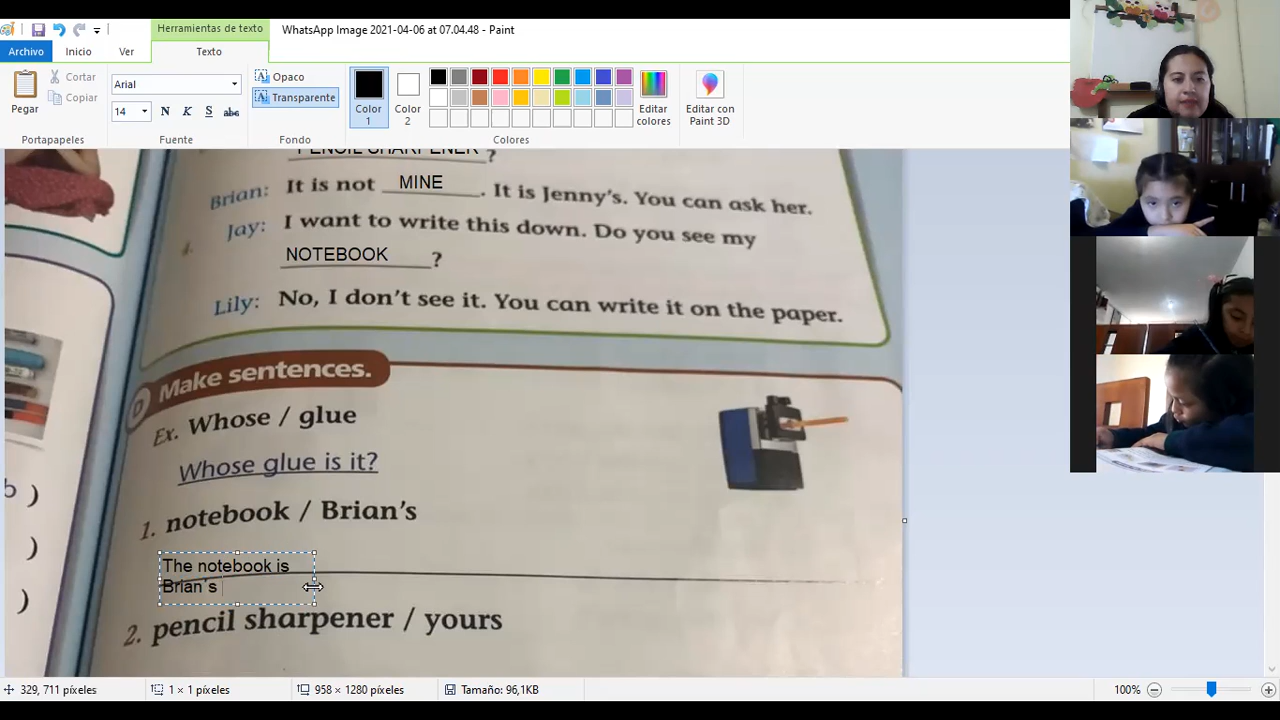 Herramientas de texto
WhatsApp Image 2021-04-06 at 07.04.48 - Paint
Archivo
Inicio
Ver
Texto
Pegar
Cortar
Copiar
Portapapeles
Arial
14
N K S abc
Fuente
Opaco
Transparente
Fondo
Color 1
Color 2
Editar colores
Editar con Paint 3D
Colores
PENCIL SHARPENER ?
Brian: It is not MINE . It is Jenny's. You can ask her.
4. Jay: I want to write this down. Do you see my
NOTEBOOK ?
Lily: No, I don't see it. You can write it on the paper.
D Make sentences.
Ex. Whose / glue
Whose glue is it?
b )
)
)
1. notebook / Brian's
The notebook is
Brian´s
2. pencil sharpener / yours
329, 711 píxeles
1 × 1 píxeles
958 × 1280 píxeles
Tamaño: 96,1KB
100%